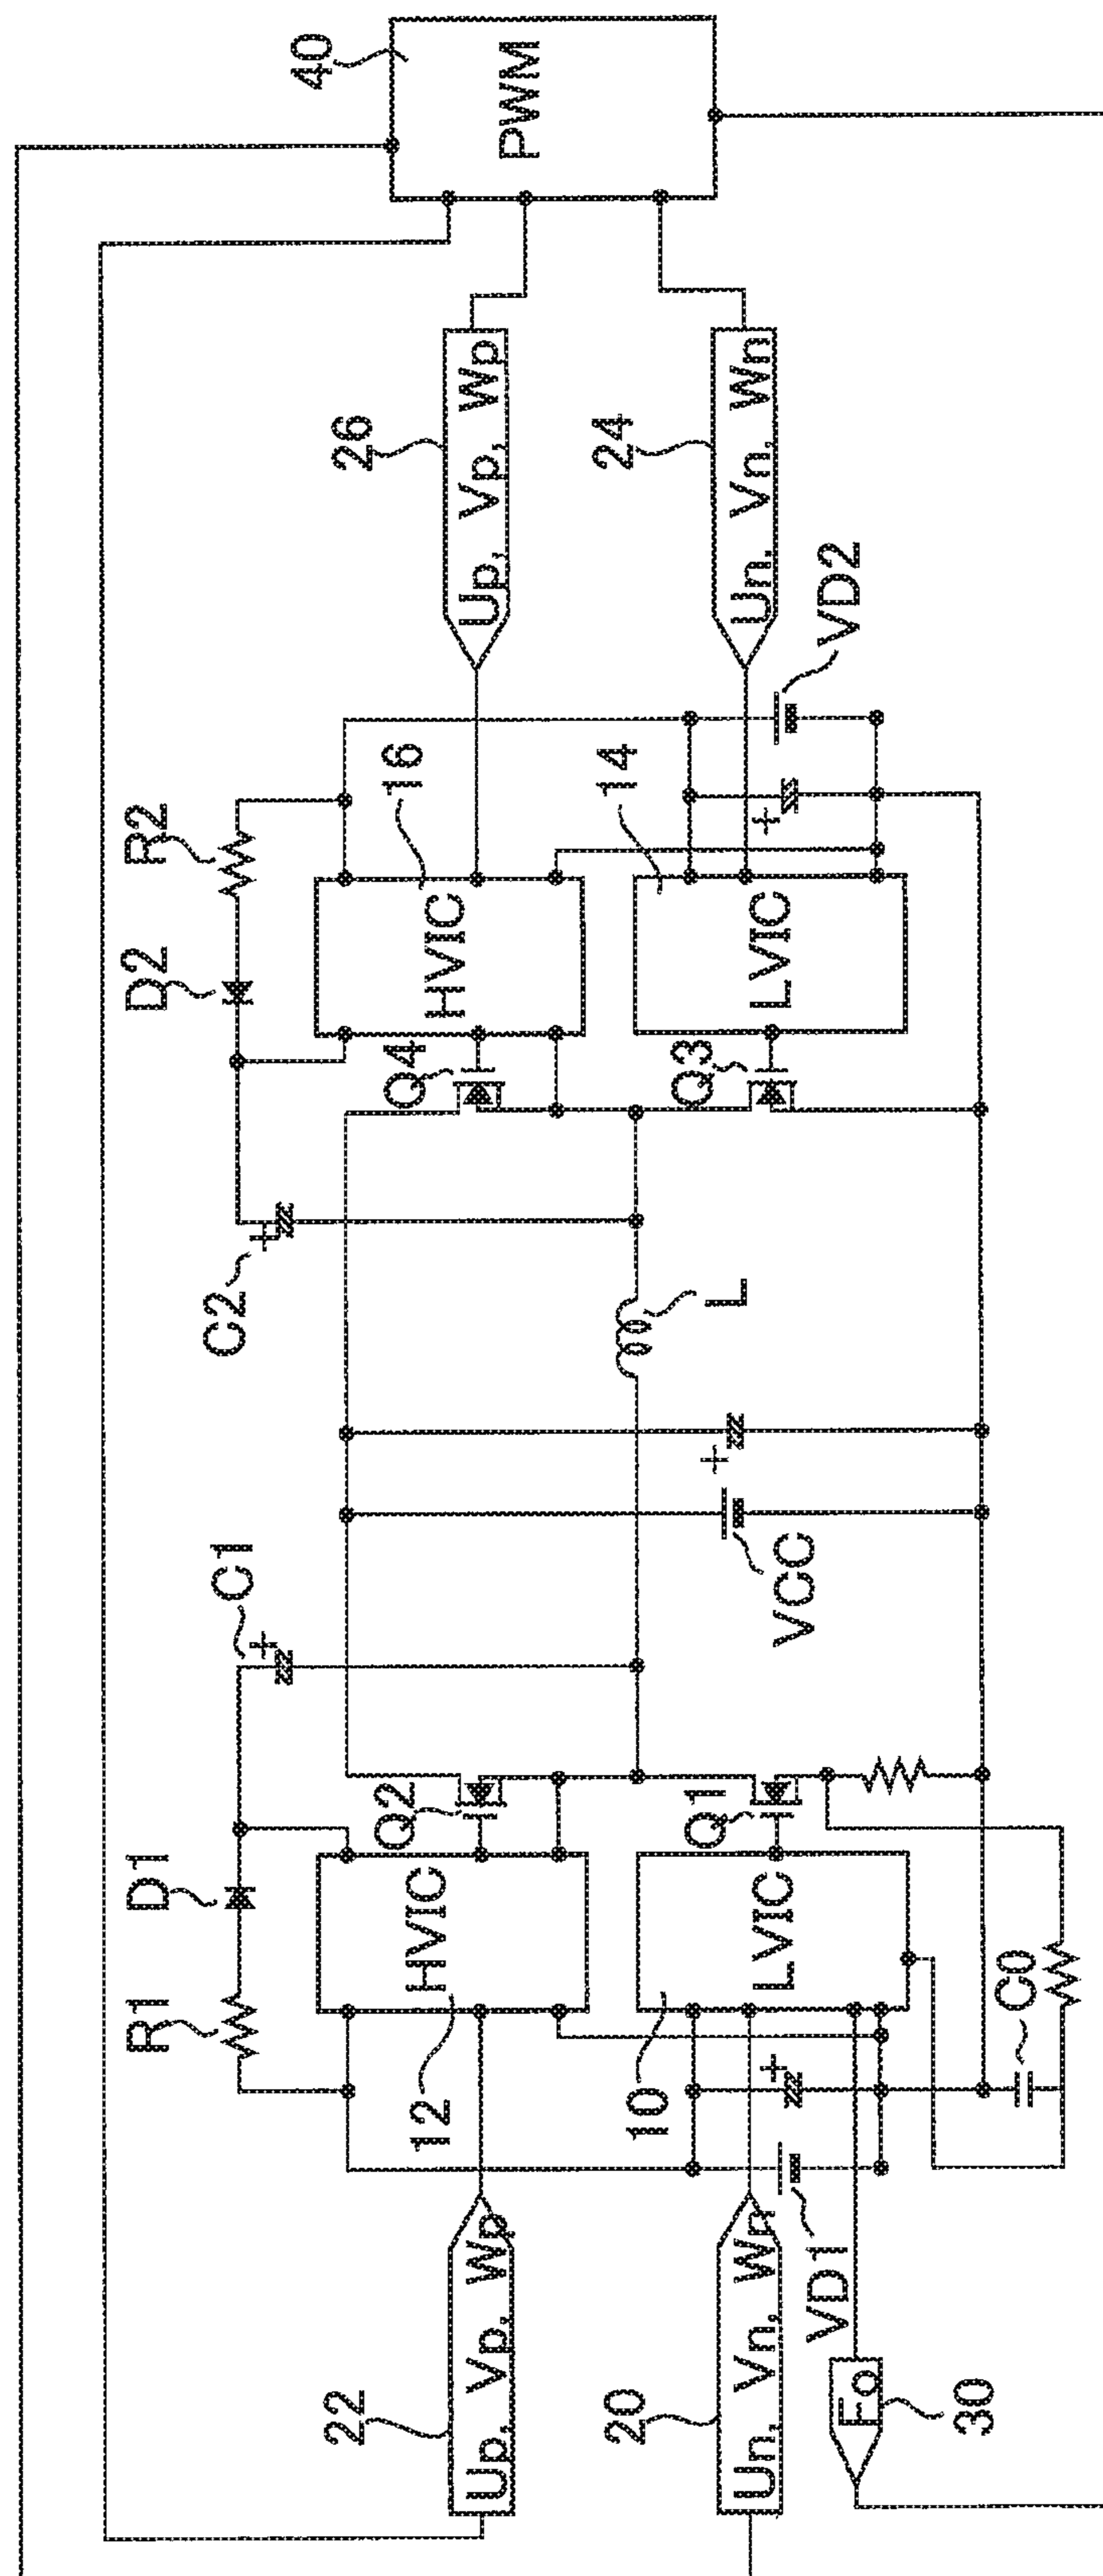 40
PWM
R2
D2
C2
C1
D1
R1
26
Up, Vp, Wp
24
Un. Vn, Wn
VD2
16
HVIC
Q4
14
LVIC
Q3
L
VCC
Q2
HVIC
12
Q1
LVIC
10
C0
22
Up, Vp, Wp
20
Un, Vn, Wn
VD1
Fo
30